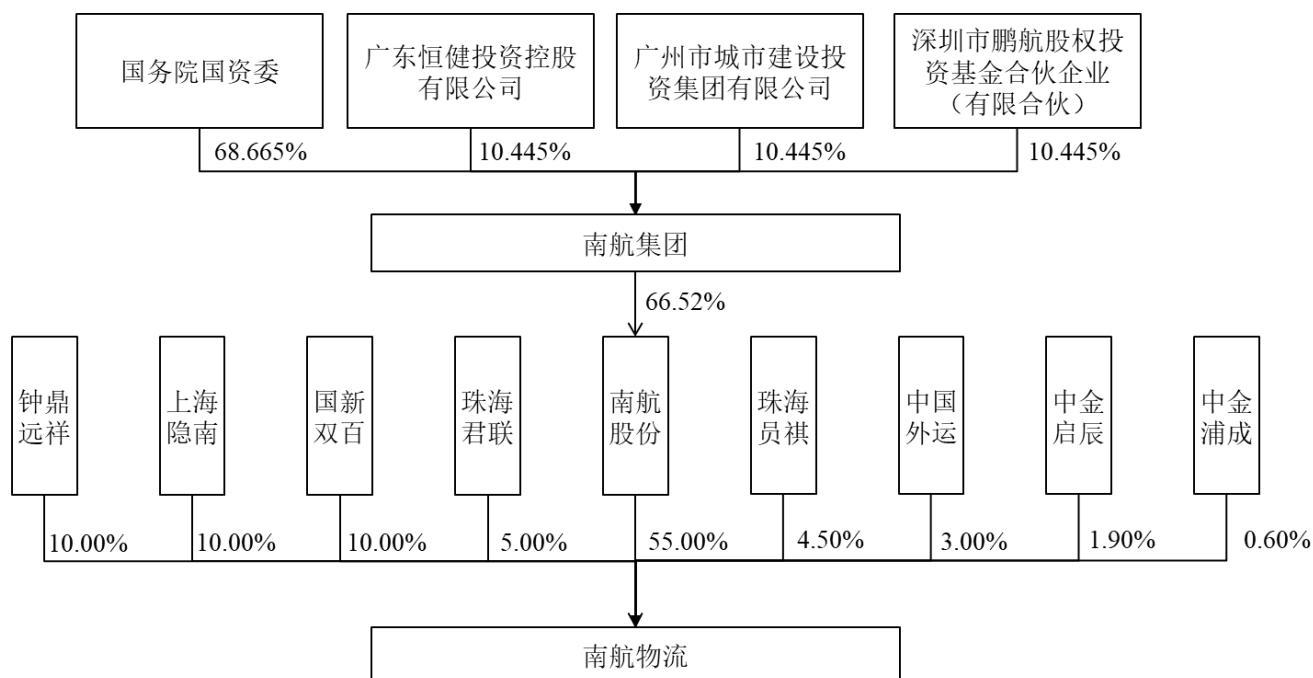 国务院国资委
广东恒健投资控股
有限公司
广州市城市建设投
资集团有限公司
深圳市鹏航股权投
资基金合伙企业
（有限合伙）
68.665%
10.445%
10.445%
10.445%
南航集团
66.52%
钟鼎
远祥
上海
隐南
国新
双百
珠海
君联
南航
股份
珠海
员祺
中国
外运
中金
启辰
中金
浦成
10.00%
10.00%
10.00%
5.00%
55.00%
4.50%
3.00%
1.90%
0.60%
南航物流